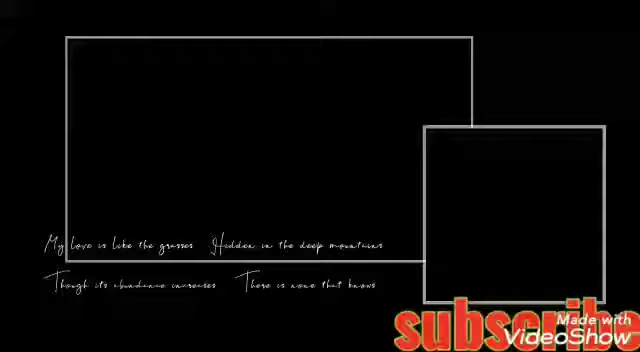 My love is like the grasses Hidden in the deep mountains
Though its abundance increases There is none that knows
subscribe
Made with
VideoShow